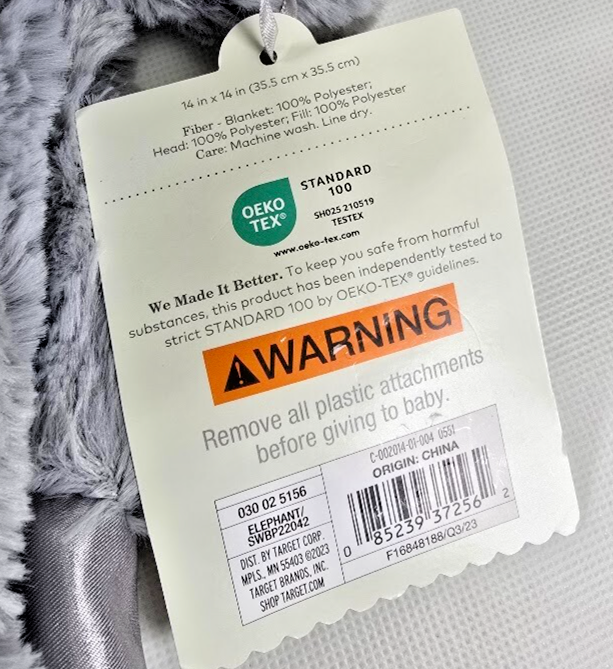 14 in x 14 in (35.5 cm x 35.5 cm)
Fiber - Blanket: 100% Polyester;
Head: 100% Polyester; Fill: 100% Polyester
Care: Machine wash. Line dry.
OEKO
TEX®
STANDARD
100
SH025 210519
TESTEX
www.oeko-tex.com
We Made It Better. To keep you safe from harmful
substances, this product has been independently tested to
strict STANDARD 100 by OEKO-TEX® guidelines.
WARNING
Remove all plastic attachments
before giving to baby.
030 02 5156
ELEPHANT/
SWBP22042
DIST. BY TARGET CORP.
MPLS., MN 55403 ©2023
TARGET BRANDS, INC.
SHOP TARGET.COM
C-002014-01-004 0551
ORIGIN: CHINA
0 85239 37256 2
F16848188/Q3/23